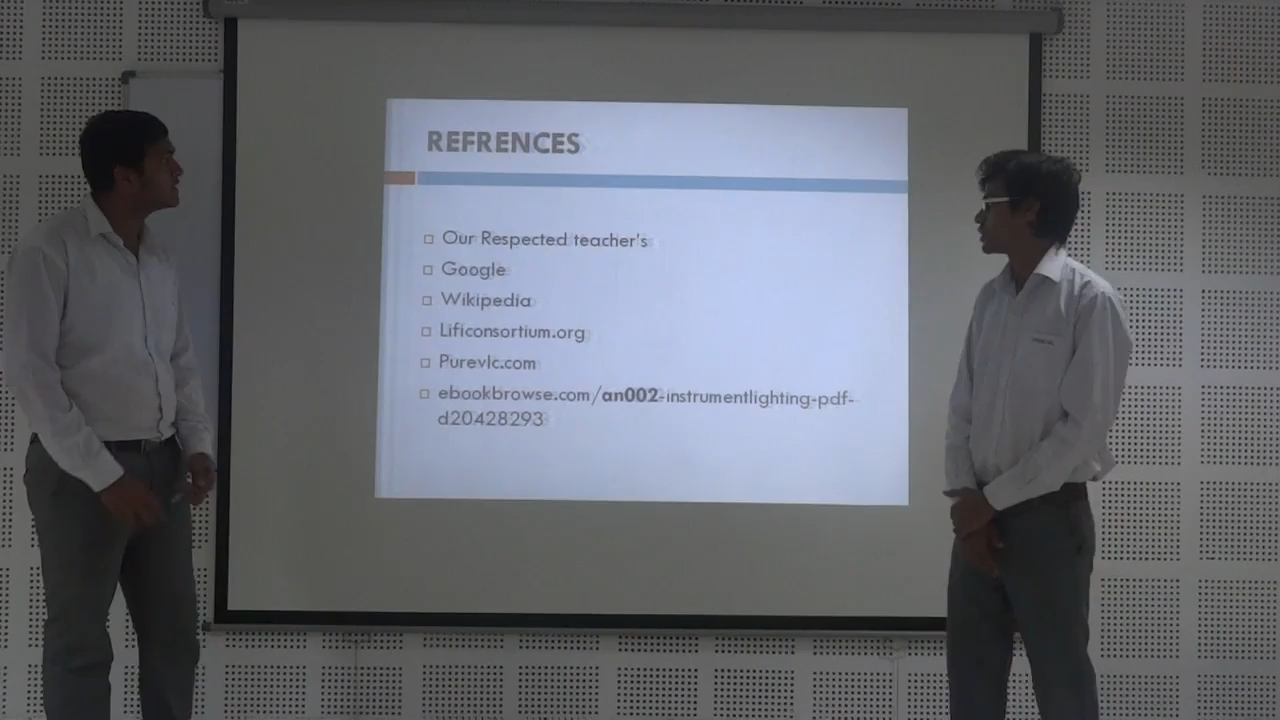 REFRENCES
Our Respected teacher's
Google
Wikipedia
Lificonsortium.org
Purevlc.com
ebookbrowse.com/an002-instrumentlighting-pdf-
d20428293